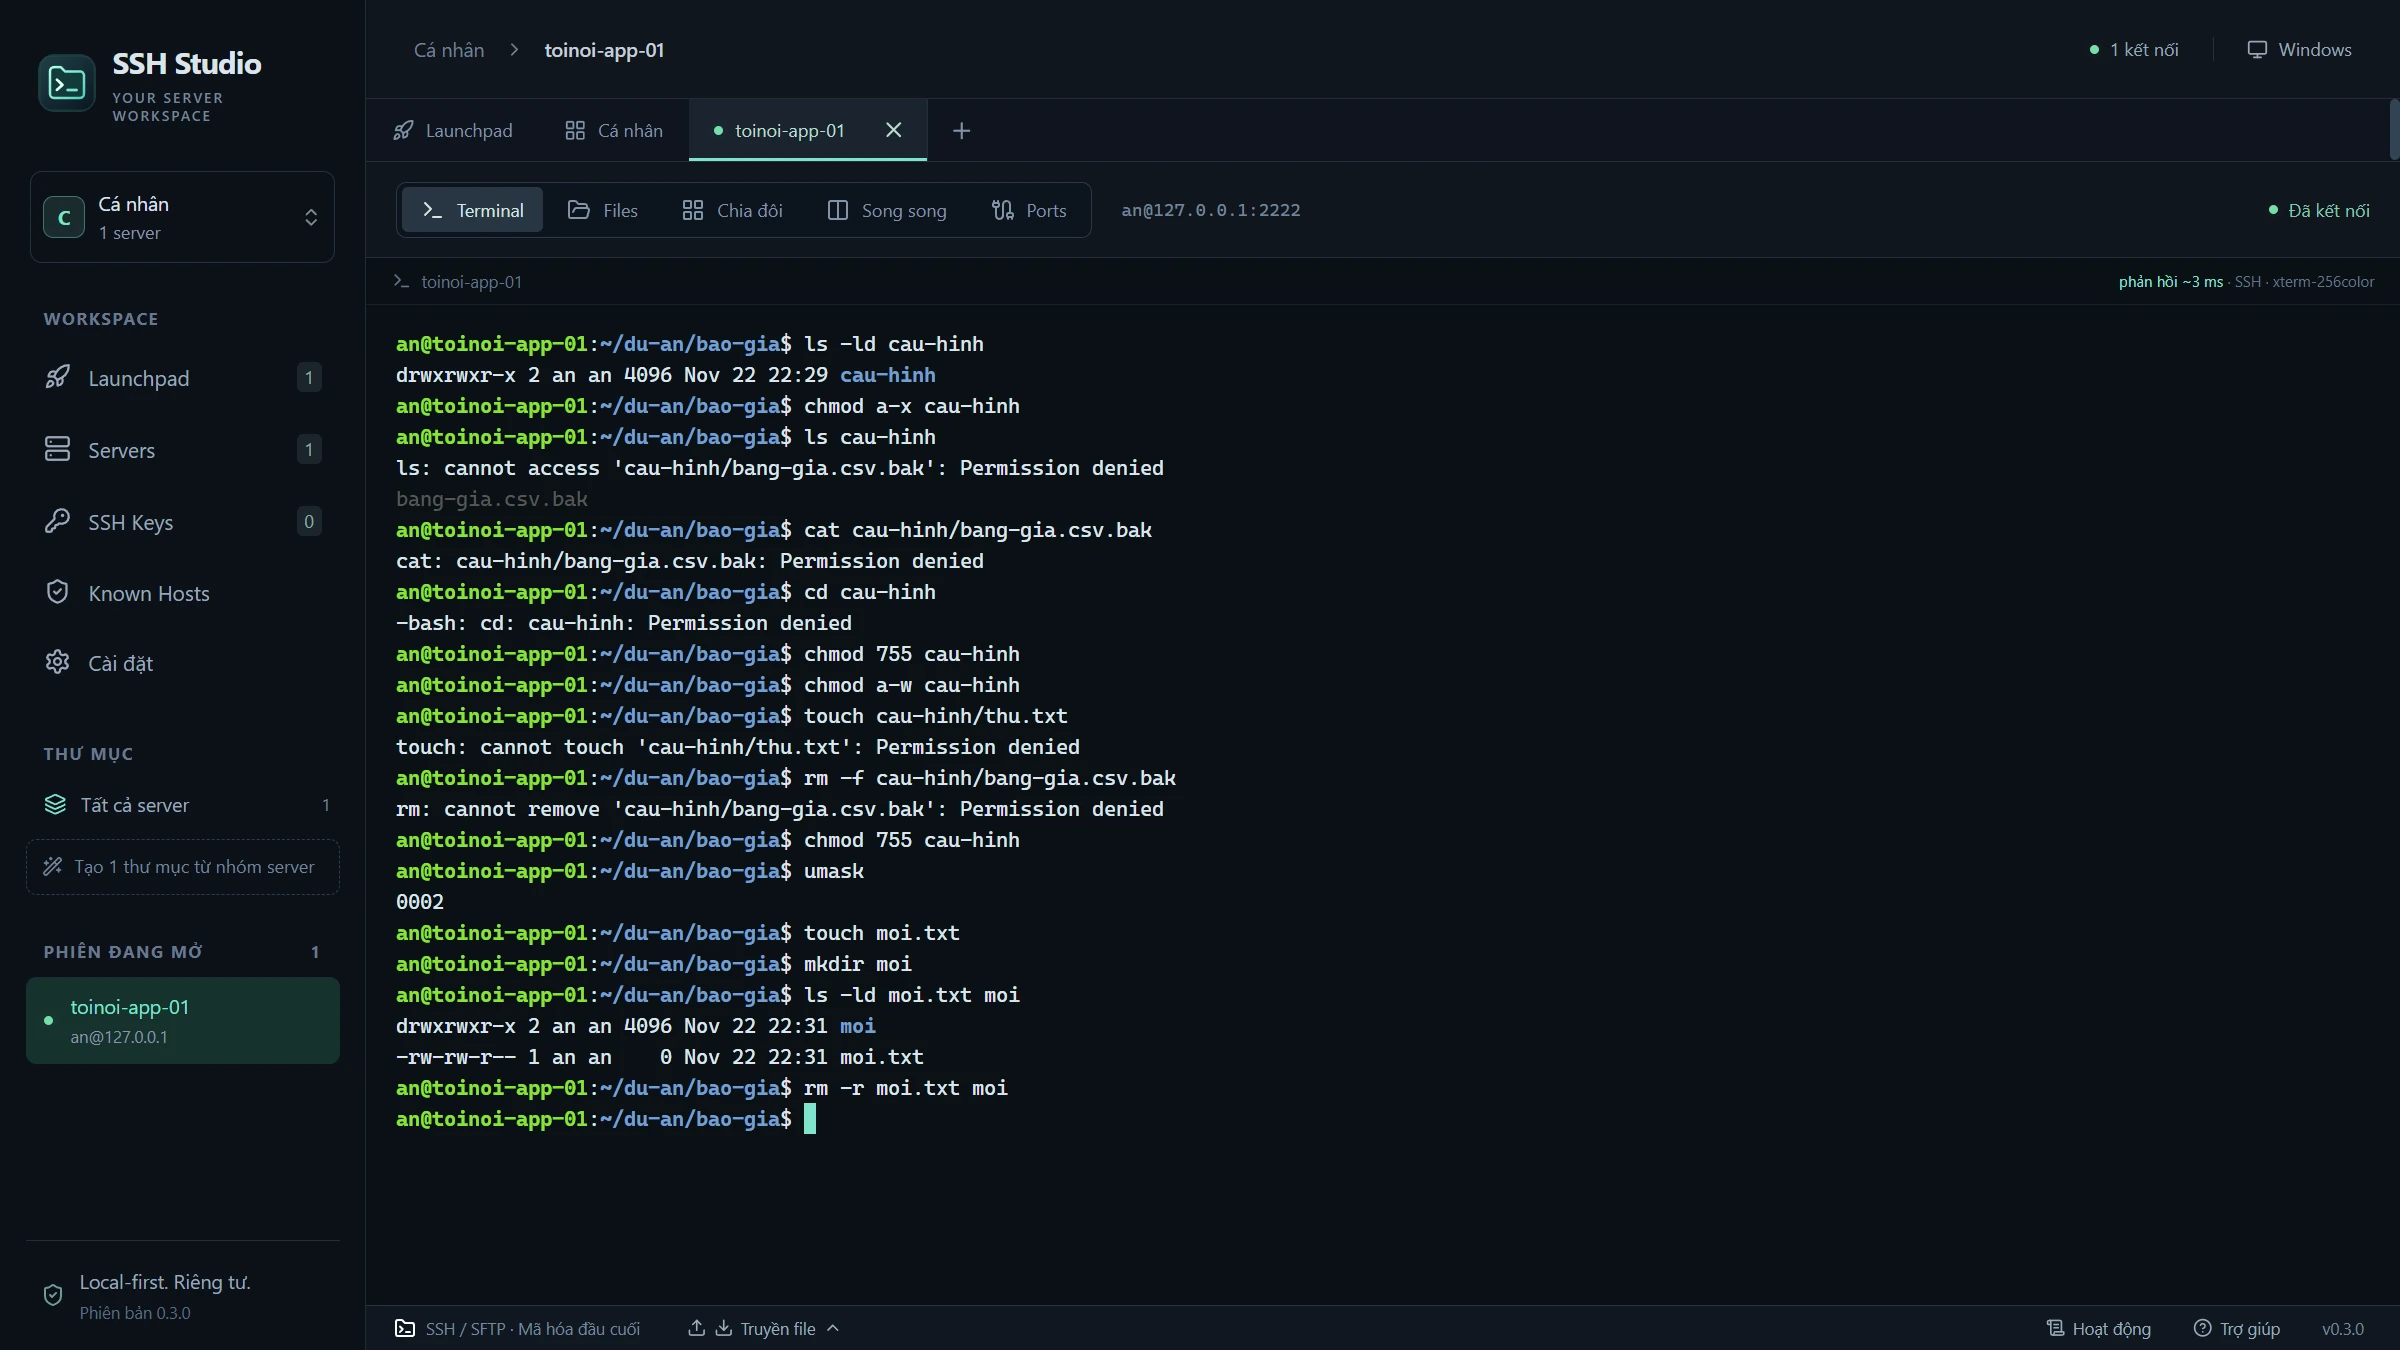 SSH Studio
YOUR SERVER
WORKSPACE
C
Cá nhân
1 server
WORKSPACE
Launchpad 1
Servers 1
SSH Keys 0
Known Hosts
Cài đặt
THƯ MỤC
Tất cả server 1
Tạo 1 thư mục từ nhóm server
PHIÊN ĐANG MỞ 1
toinoi-app-01
an@127.0.0.1
Local-first. Riêng tư.
Phiên bản 0.3.0
Cá nhân > toinoi-app-01
1 kết nối
Windows
Launchpad
Cá nhân
toinoi-app-01
Terminal
Files
Chia đôi
Song song
Ports
an@127.0.0.1:2222
Đã kết nối
toinoi-app-01
phản hồi ~3 ms · SSH · xterm-256color
an@toinoi-app-01:~/du-an/bao-gia$ ls -ld cau-hinh
drwxrwxr-x 2 an an 4096 Nov 22 22:29 cau-hinh
an@toinoi-app-01:~/du-an/bao-gia$ chmod a-x cau-hinh
an@toinoi-app-01:~/du-an/bao-gia$ ls cau-hinh
ls: cannot access 'cau-hinh/bang-gia.csv.bak': Permission denied
bang-gia.csv.bak
an@toinoi-app-01:~/du-an/bao-gia$ cat cau-hinh/bang-gia.csv.bak
cat: cau-hinh/bang-gia.csv.bak: Permission denied
an@toinoi-app-01:~/du-an/bao-gia$ cd cau-hinh
-bash: cd: cau-hinh: Permission denied
an@toinoi-app-01:~/du-an/bao-gia$ chmod 755 cau-hinh
an@toinoi-app-01:~/du-an/bao-gia$ chmod a-w cau-hinh
an@toinoi-app-01:~/du-an/bao-gia$ touch cau-hinh/thu.txt
touch: cannot touch 'cau-hinh/thu.txt': Permission denied
an@toinoi-app-01:~/du-an/bao-gia$ rm -f cau-hinh/bang-gia.csv.bak
rm: cannot remove 'cau-hinh/bang-gia.csv.bak': Permission denied
an@toinoi-app-01:~/du-an/bao-gia$ chmod 755 cau-hinh
an@toinoi-app-01:~/du-an/bao-gia$ umask
0002
an@toinoi-app-01:~/du-an/bao-gia$ touch moi.txt
an@toinoi-app-01:~/du-an/bao-gia$ mkdir moi
an@toinoi-app-01:~/du-an/bao-gia$ ls -ld moi.txt moi
drwxrwxr-x 2 an an 4096 Nov 22 22:31 moi
-rw-rw-r-- 1 an an    0 Nov 22 22:31 moi.txt
an@toinoi-app-01:~/du-an/bao-gia$ rm -r moi.txt moi
an@toinoi-app-01:~/du-an/bao-gia$
SSH / SFTP · Mã hóa đầu cuối
Truyền file
Hoạt động
Trợ giúp
v0.3.0